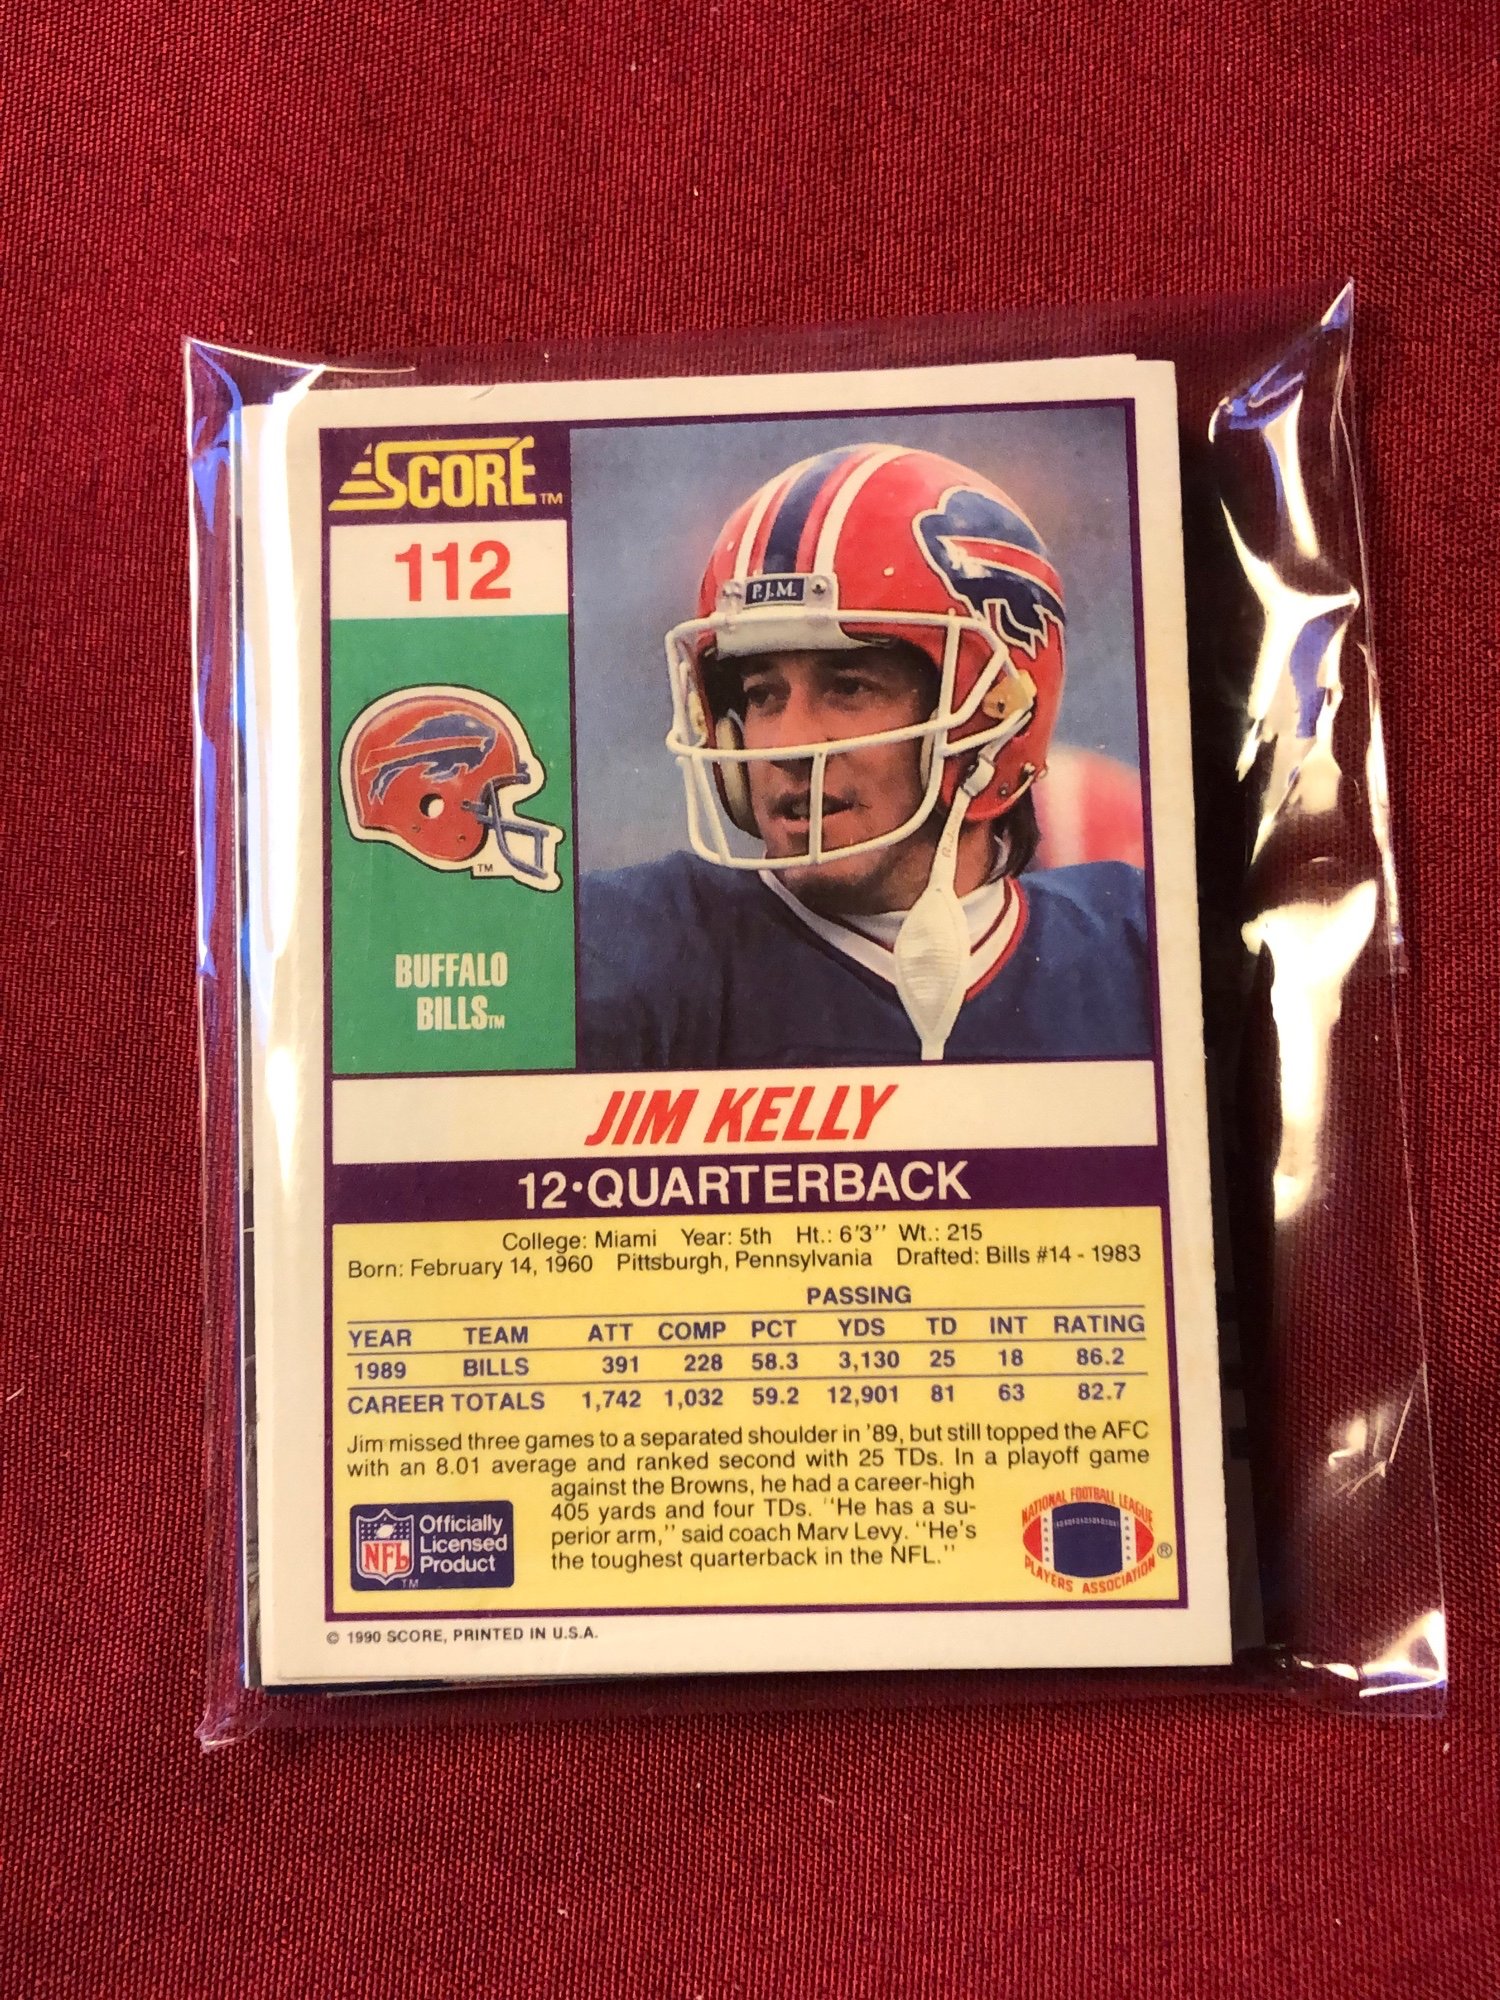 SCORE™
112
P.J.M.
™
BUFFALO
BILLS™
JIM KELLY
12·QUARTERBACK
College: Miami Year: 5th Ht.: 6'3'' Wt.: 215
Born: February 14, 1960 Pittsburgh, Pennsylvania Drafted: Bills #14 - 1983
PASSING
YEAR TEAM ATT COMP PCT YDS TD INT RATING
1989 BILLS 391 228 58.3 3,130 25 18 86.2
CAREER TOTALS 1,742 1,032 59.2 12,901 81 63 82.7
Jim missed three games to a separated shoulder in '89, but still topped the AFC
with an 8.01 average and ranked second with 25 TDs. In a playoff game
against the Browns, he had a career-high
405 yards and four TDs. ''He has a su-
perior arm,'' said coach Marv Levy. ''He's
the toughest quarterback in the NFL.''
NFL™
Officially
Licensed
Product
NATIONAL FOOTBALL LEAGUE
PLAYERS ASSOCIATION®
© 1990 SCORE, PRINTED IN U.S.A.